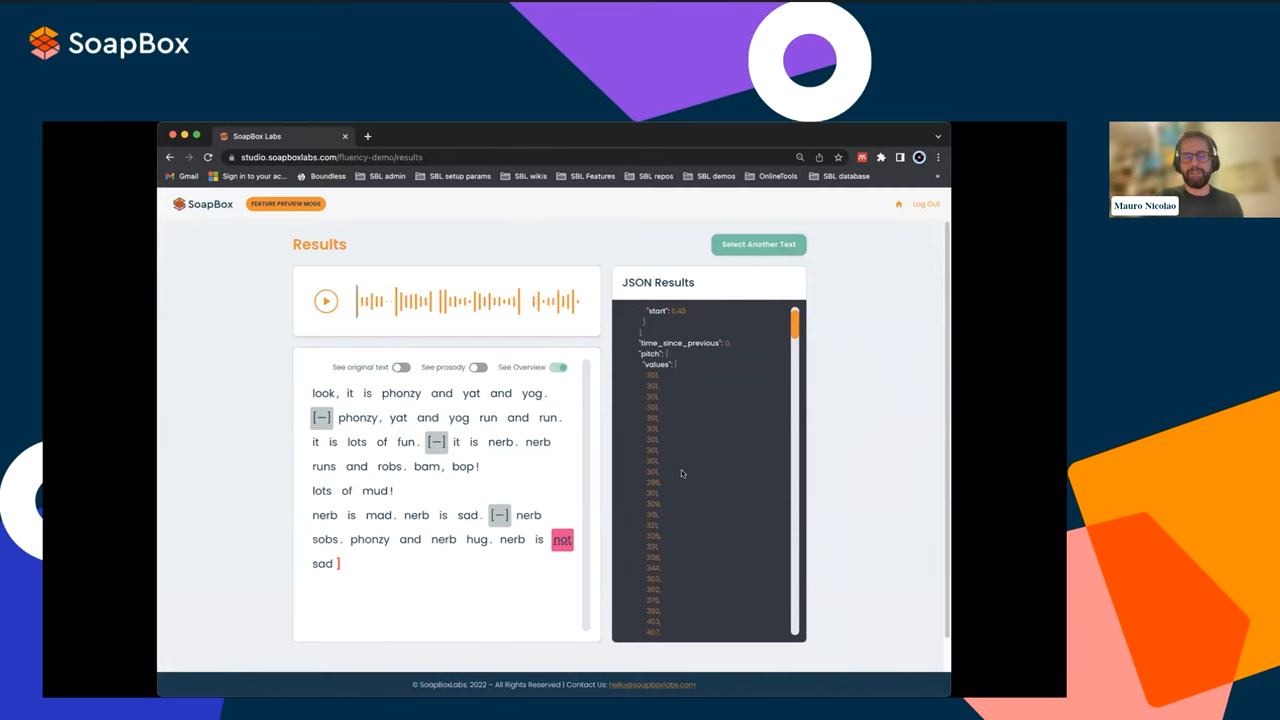 SoapBox
SoapBox Labs
studio.soapboxlabs.com/fluency-demo/results
Gmail
Sign in to your ac...
Boundless
SBL admin
SBL setup params
SBL wikis
SBL Features
SBL repos
SBL demos
OnlineTools
SBL database
SoapBox
FEATURE PREVIEW MODE
Log Out
Mauro Nicolao
Results
Select Another Text
JSON Results
See original text
See prosody
See Overview
look, it is phonzy and yat and yog.
[—] phonzy, yat and yog run and run.
it is lots of fun. [—] it is nerb. nerb
runs and robs. bam, bop!
lots of mud!
nerb is mad. nerb is sad. [—] nerb
sobs. phonzy and nerb hug. nerb is not
sad ]
"start": 0.45
}
],
"time_since_previous": 0,
"pitch": {
"values": [
301,
301,
301,
301,
301,
301,
301,
301,
301,
301,
298,
301,
309,
315,
321,
326,
331,
338,
344,
353,
362,
375,
392,
453,
467,
© SoapBoxLabs. 2022 – All Rights Reserved | Contact Us: hello@soapboxlabs.com